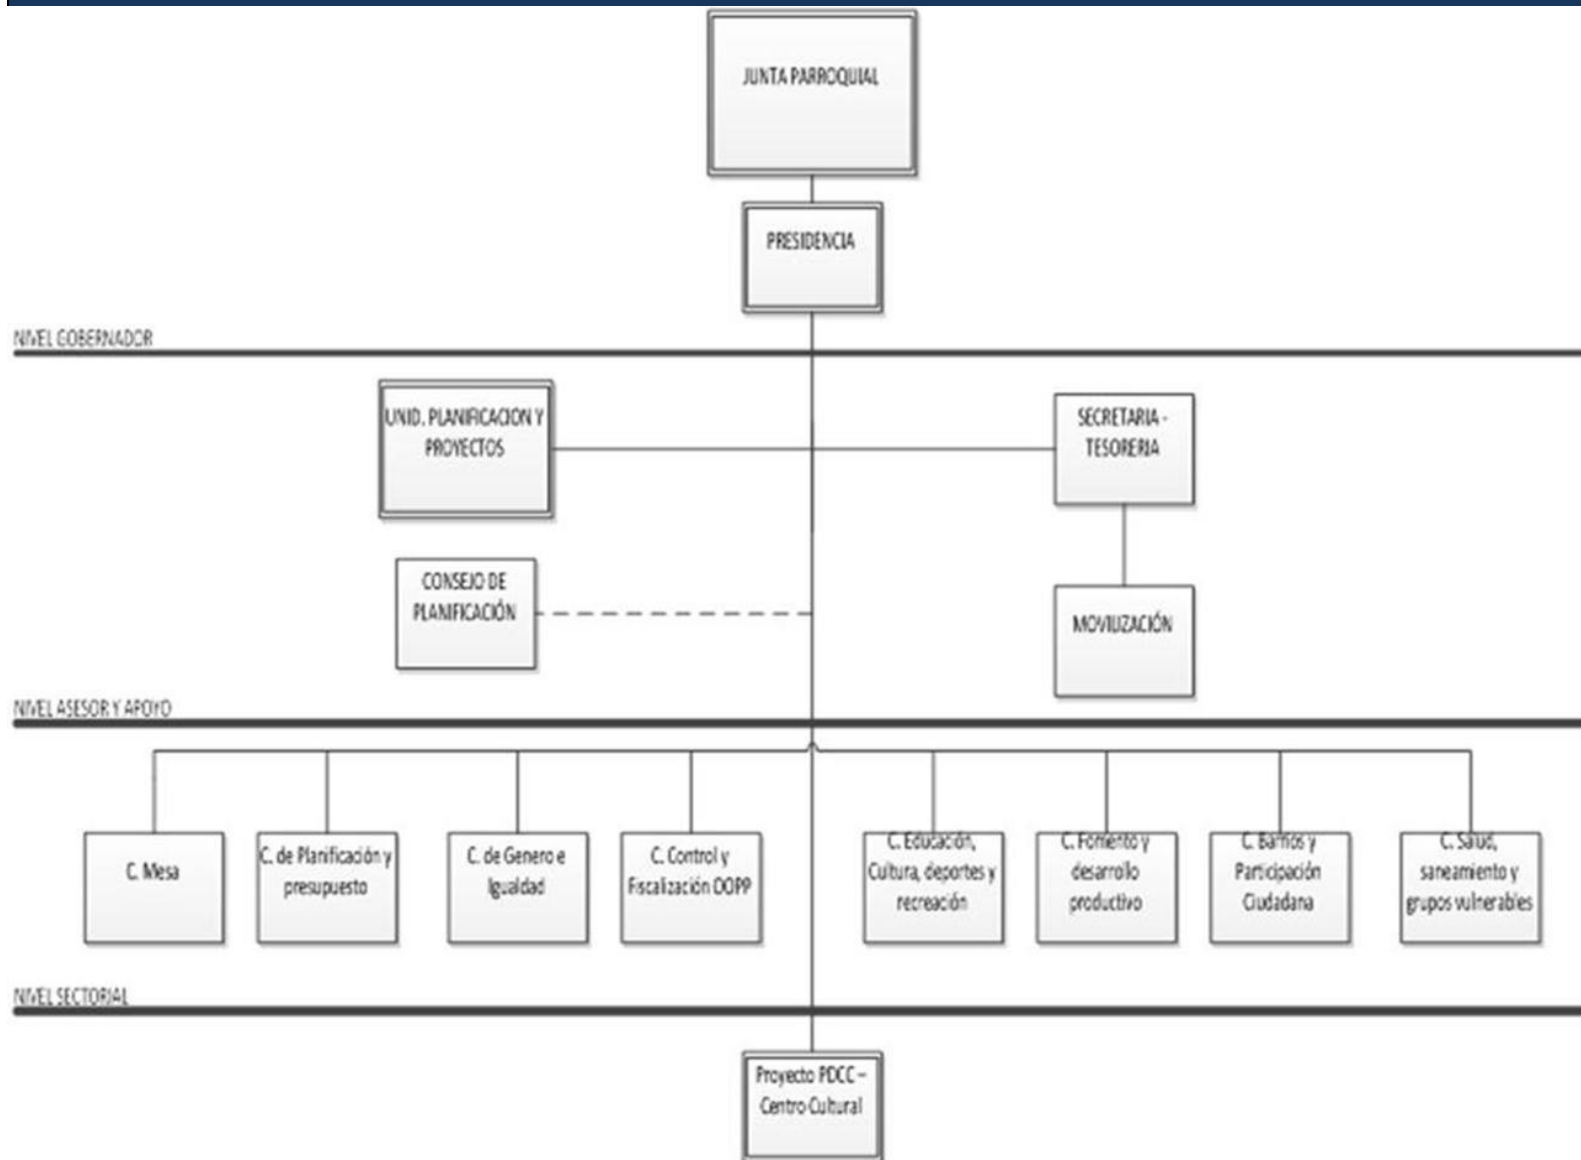 JUNTA PARROQUIAL
PRESIDENCIA
NIVEL GOBERNADOR
UNID. PLANIFICACION Y
PROYECTOS
SECRETARIA -
TESORERIA
CONSEJO DE
PLANIFICACIÓN
MOVILIZACIÓN
NIVEL ASESOR Y APOYO
C. Mesa
C. de Planificación y
presupuesto
C. de Genero e
Igualdad
C. Control y
Fiscalización OOPP
C. Educación,
Cultura, deportes y
recreación
C. Fomento y
desarrollo
productivo
C. Barrios y
Participación
Ciudadana
C. Salud,
saneamiento y
grupos vulnerables
NIVEL SECTORIAL
Proyecto PDCC –
Centro Cultural